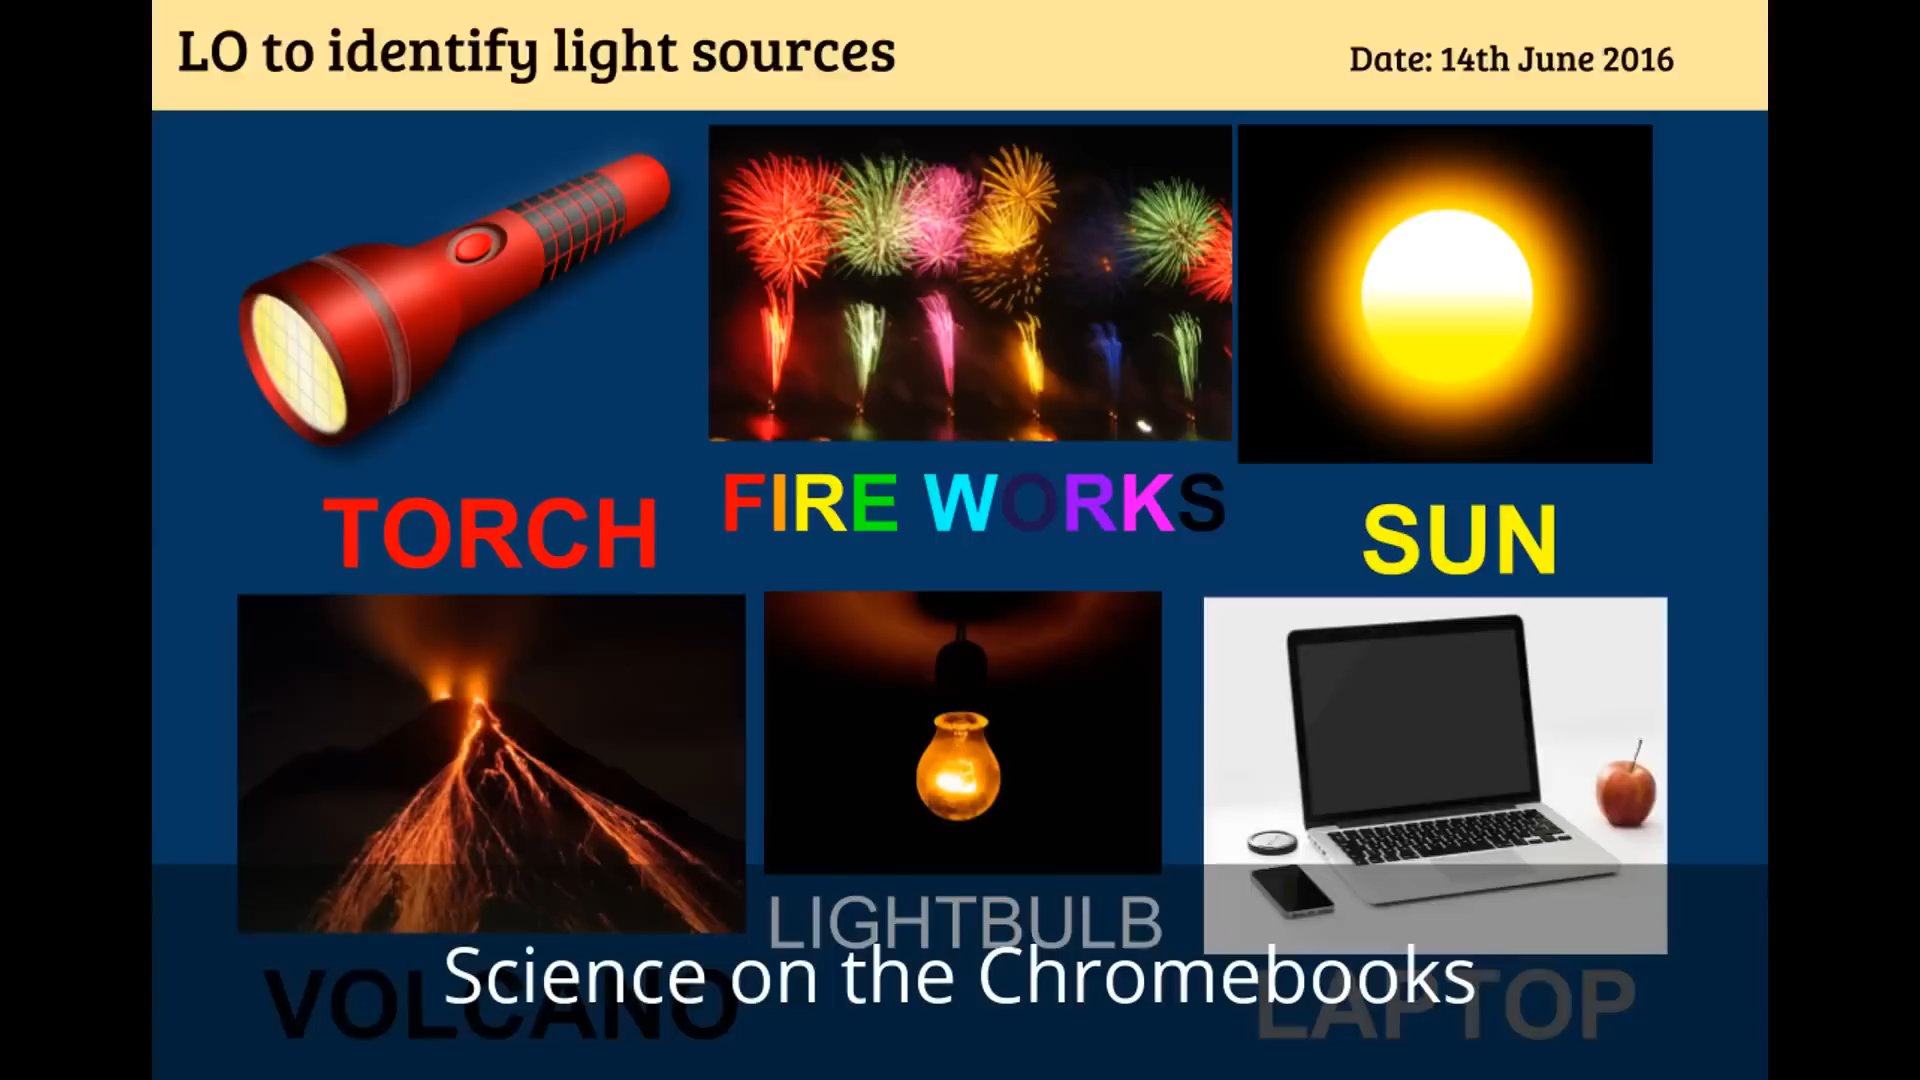 LO to identify light sources
Date: 14th June 2016
TORCH
FIRE WORKS
SUN
LIGHTBULB
VOLCANO
LAPTOP
Science on the Chromebooks